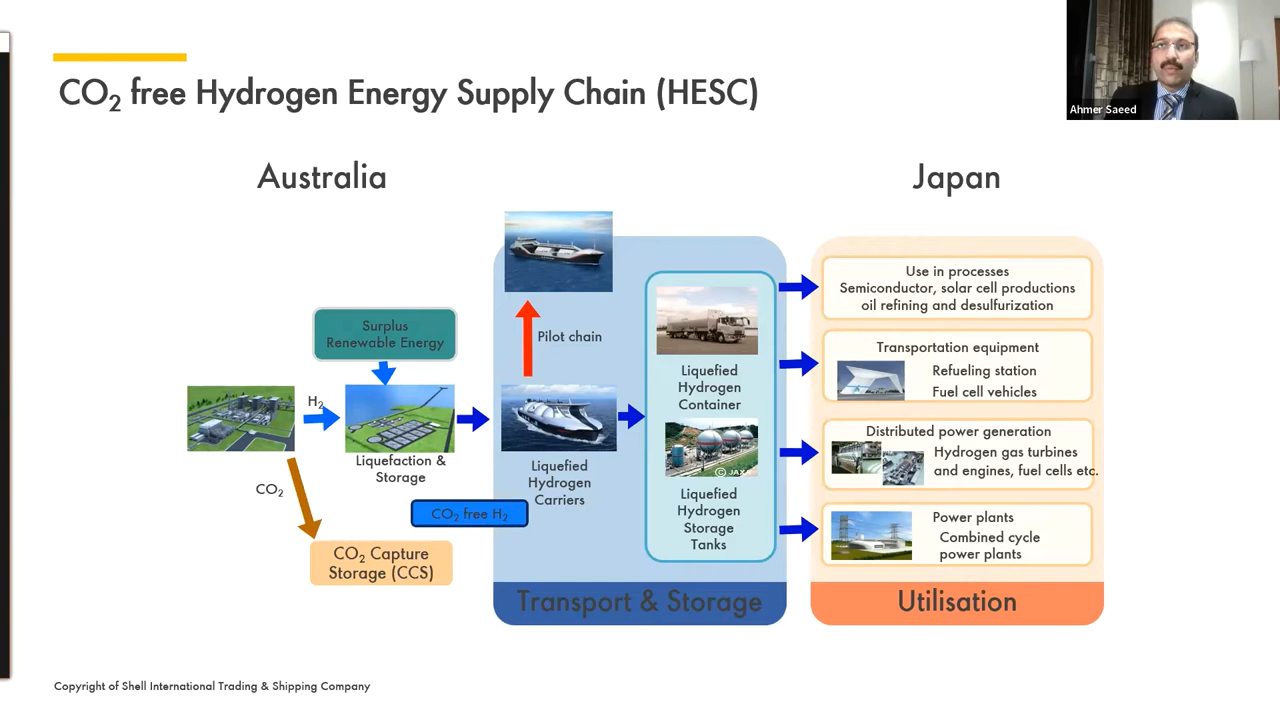 CO₂ free Hydrogen Energy Supply Chain (HESC)
Ahmer Saeed
Australia
Japan
Surplus
Renewable Energy
H₂
Liquefaction &
Storage
CO₂
CO₂ Capture
Storage (CCS)
CO₂ free H₂
Pilot chain
Liquefied
Hydrogen
Carriers
Liquefied
Hydrogen
Container
© JAXA
Liquefied
Hydrogen
Storage
Tanks
Transport & Storage
Use in processes
Semiconductor, solar cell productions
oil refining and desulfurization
Transportation equipment
Refueling station
Fuel cell vehicles
Distributed power generation
Hydrogen gas turbines
and engines, fuel cells etc.
Power plants
Combined cycle
power plants
Utilisation
Copyright of Shell International Trading & Shipping Company